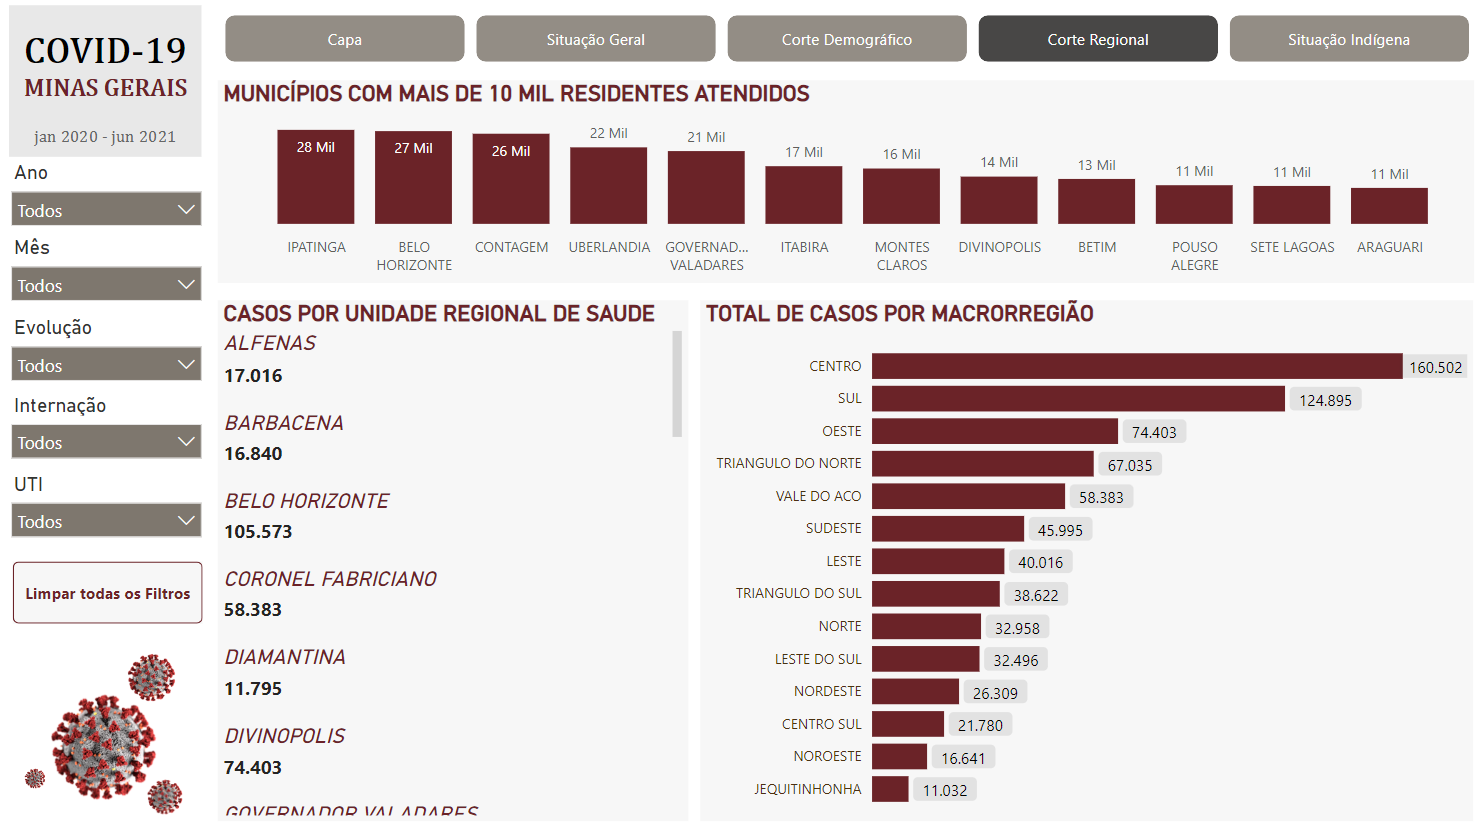 COVID-19
MINAS GERAIS
jan 2020 - jun 2021
Ano
Todos
Mês
Todos
Evolução
Todos
Internação
Todos
UTI
Todos
Limpar todas os Filtros
Capa
Situação Geral
Corte Demográfico
Corte Regional
Situação Indígena
MUNICÍPIOS COM MAIS DE 10 MIL RESIDENTES ATENDIDOS
28 Mil
27 Mil
26 Mil
22 Mil
21 Mil
17 Mil
16 Mil
14 Mil
13 Mil
11 Mil
11 Mil
11 Mil
IPATINGA
BELO
HORIZONTE
CONTAGEM
UBERLANDIA
GOVERNAD...
VALADARES
ITABIRA
MONTES
CLAROS
DIVINOPOLIS
BETIM
POUSO
ALEGRE
SETE LAGOAS
ARAGUARI
CASOS POR UNIDADE REGIONAL DE SAUDE
ALFENAS
17.016
BARBACENA
16.840
BELO HORIZONTE
105.573
CORONEL FABRICIANO
58.383
DIAMANTINA
11.795
DIVINOPOLIS
74.403
GOVERNADOR VALADARES
TOTAL DE CASOS POR MACRORREGIÃO
CENTRO 160.502
SUL 124.895
OESTE 74.403
TRIANGULO DO NORTE 67.035
VALE DO ACO 58.383
SUDESTE 45.995
LESTE 40.016
TRIANGULO DO SUL 38.622
NORTE 32.958
LESTE DO SUL 32.496
NORDESTE 26.309
CENTRO SUL 21.780
NOROESTE 16.641
JEQUITINHONHA 11.032